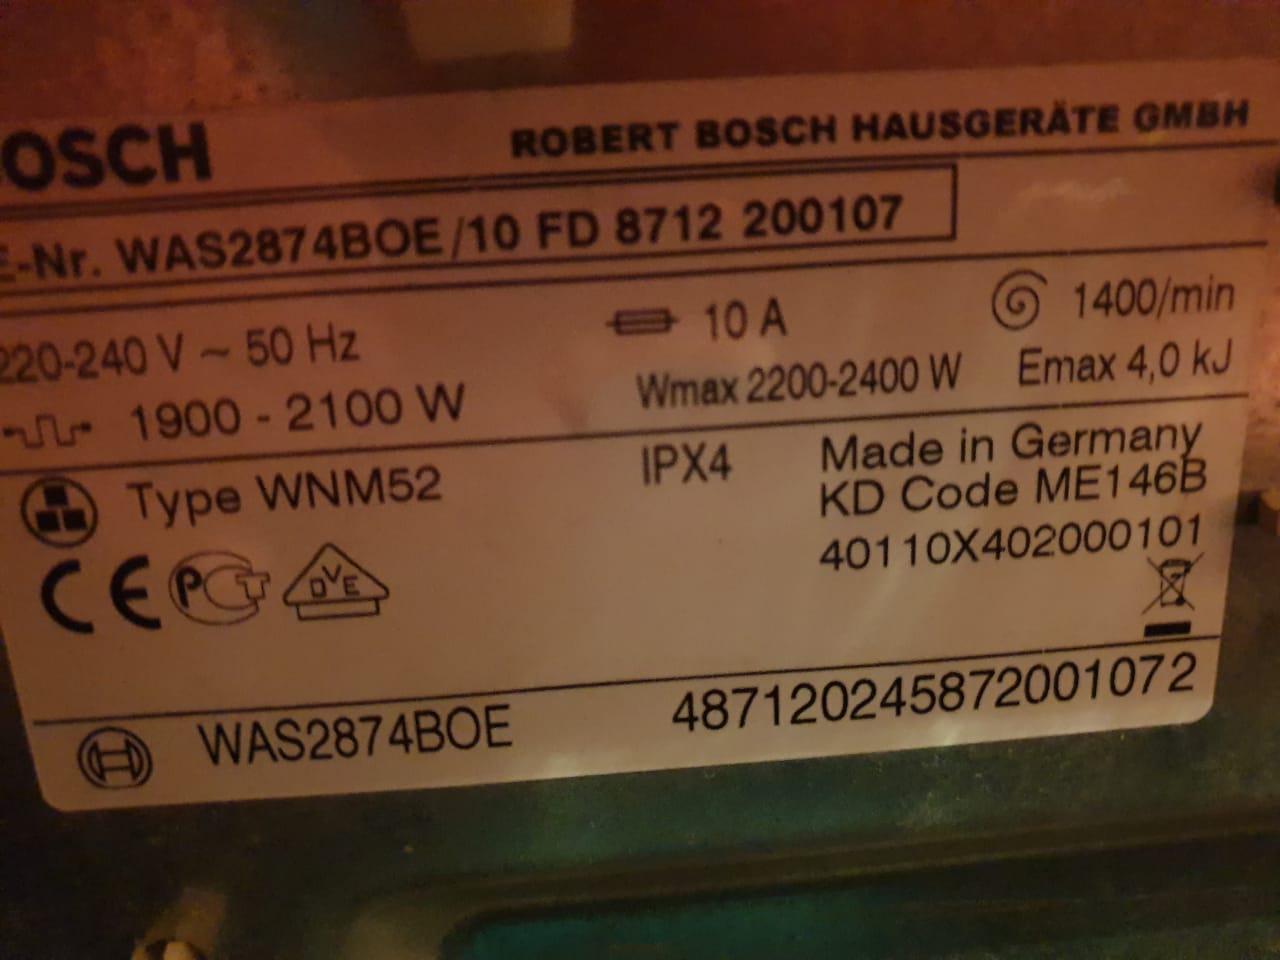 BOSCH ROBERT BOSCH HAUSGERÄTE GMBH
E-Nr. WAS2874BOE /10 FD 8712 200107
220-240 V ~ 50 Hz 10 A 1400/min
1900 - 2100 W Wmax 2200-2400 W Emax 4,0 kJ
Type WNM52 IPX4 Made in Germany
KD Code ME146B
40110X402000101
CE PCT DVE
WAS2874BOE 487120245872001072